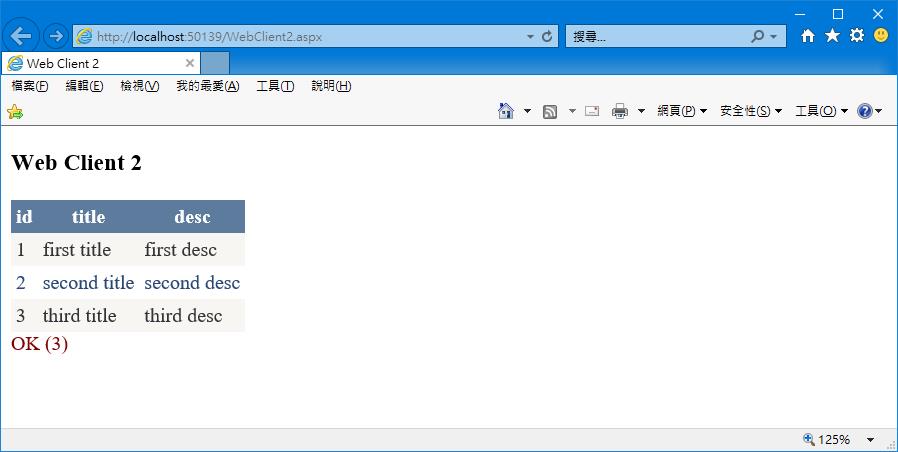 http://localhost:50139/WebClient2.aspx
搜尋...
Web Client 2
檔案(F) 編輯(E) 檢視(V) 我的最愛(A) 工具(T) 說明(H)
網頁(P) 安全性(S) 工具(O)
Web Client 2
id title desc
1 first title first desc
2 second title second desc
3 third title third desc
OK (3)
125%